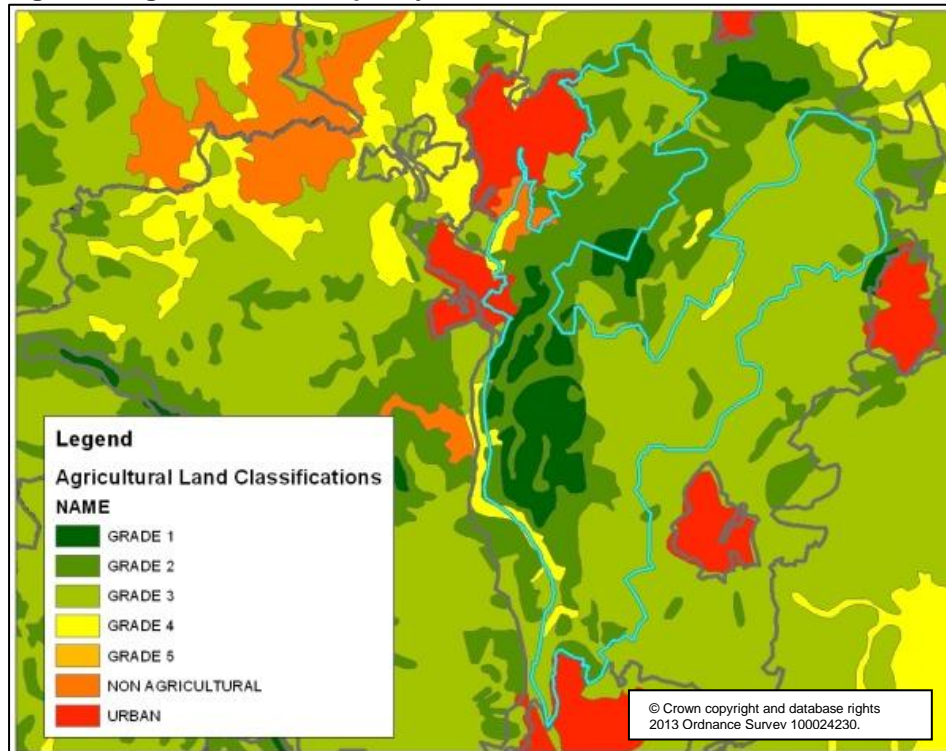 Legend
Agricultural Land Classifications
NAME
GRADE 1
GRADE 2
GRADE 3
GRADE 4
GRADE 5
NON AGRICULTURAL
URBAN
© Crown copyright and database rights
2013 Ordnance Survey 100024230.